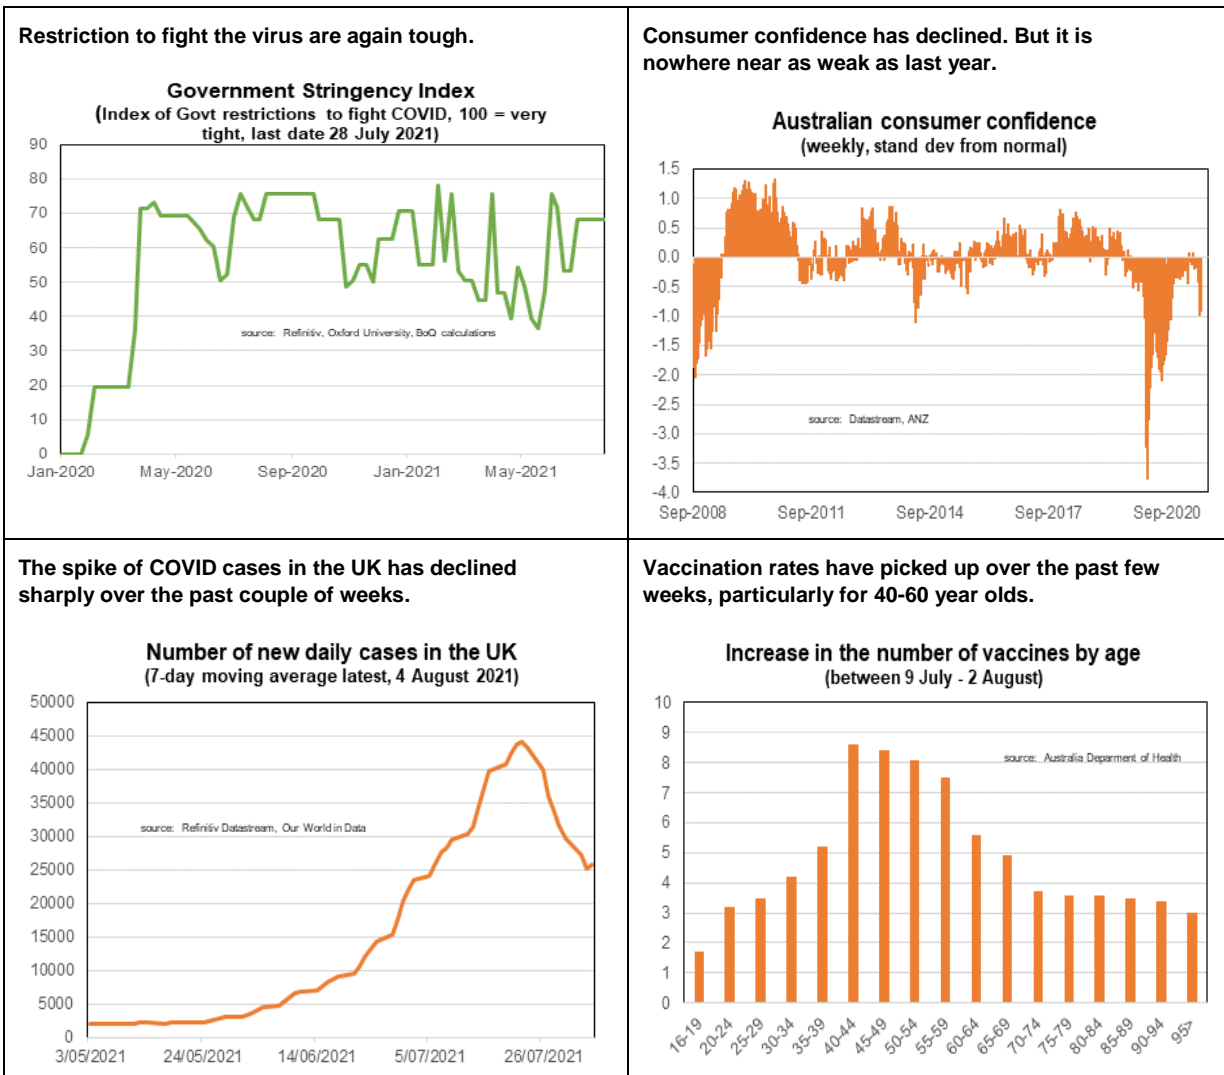 Restriction to fight the virus are again tough.
Government Stringency Index
(Index of Govt restrictions to fight COVID, 100 = very
tight, last date 28 July 2021)
90
80
70
60
50
40
30
20
10
0
source: Refinitiv, Oxford University, BoQ calculations
Jan-2020 May-2020 Sep-2020 Jan-2021 May-2021
Consumer confidence has declined. But it is
nowhere near as weak as last year.
Australian consumer confidence
(weekly, stand dev from normal)
1.5
1.0
0.5
0.0
-0.5
-1.0
-1.5
-2.0
-2.5
-3.0
-3.5
-4.0
source: Datastream, ANZ
Sep-2008 Sep-2011 Sep-2014 Sep-2017 Sep-2020
The spike of COVID cases in the UK has declined
sharply over the past couple of weeks.
Number of new daily cases in the UK
(7-day moving average latest, 4 August 2021)
50000
45000
40000
35000
30000
25000
20000
15000
10000
5000
0
source: Refinitiv Datastream, Our World in Data
3/05/2021 24/05/2021 14/06/2021 5/07/2021 26/07/2021
Vaccination rates have picked up over the past few
weeks, particularly for 40-60 year olds.
Increase in the number of vaccines by age
(between 9 July - 2 August)
10
9
8
7
6
5
4
3
2
1
0
source: Australia Deparment of Health
16-19 20-24 25-29 30-34 35-39 40-44 45-49 50-54 55-59 60-64 65-69 70-74 75-79 80-84 85-89 90-94 95>